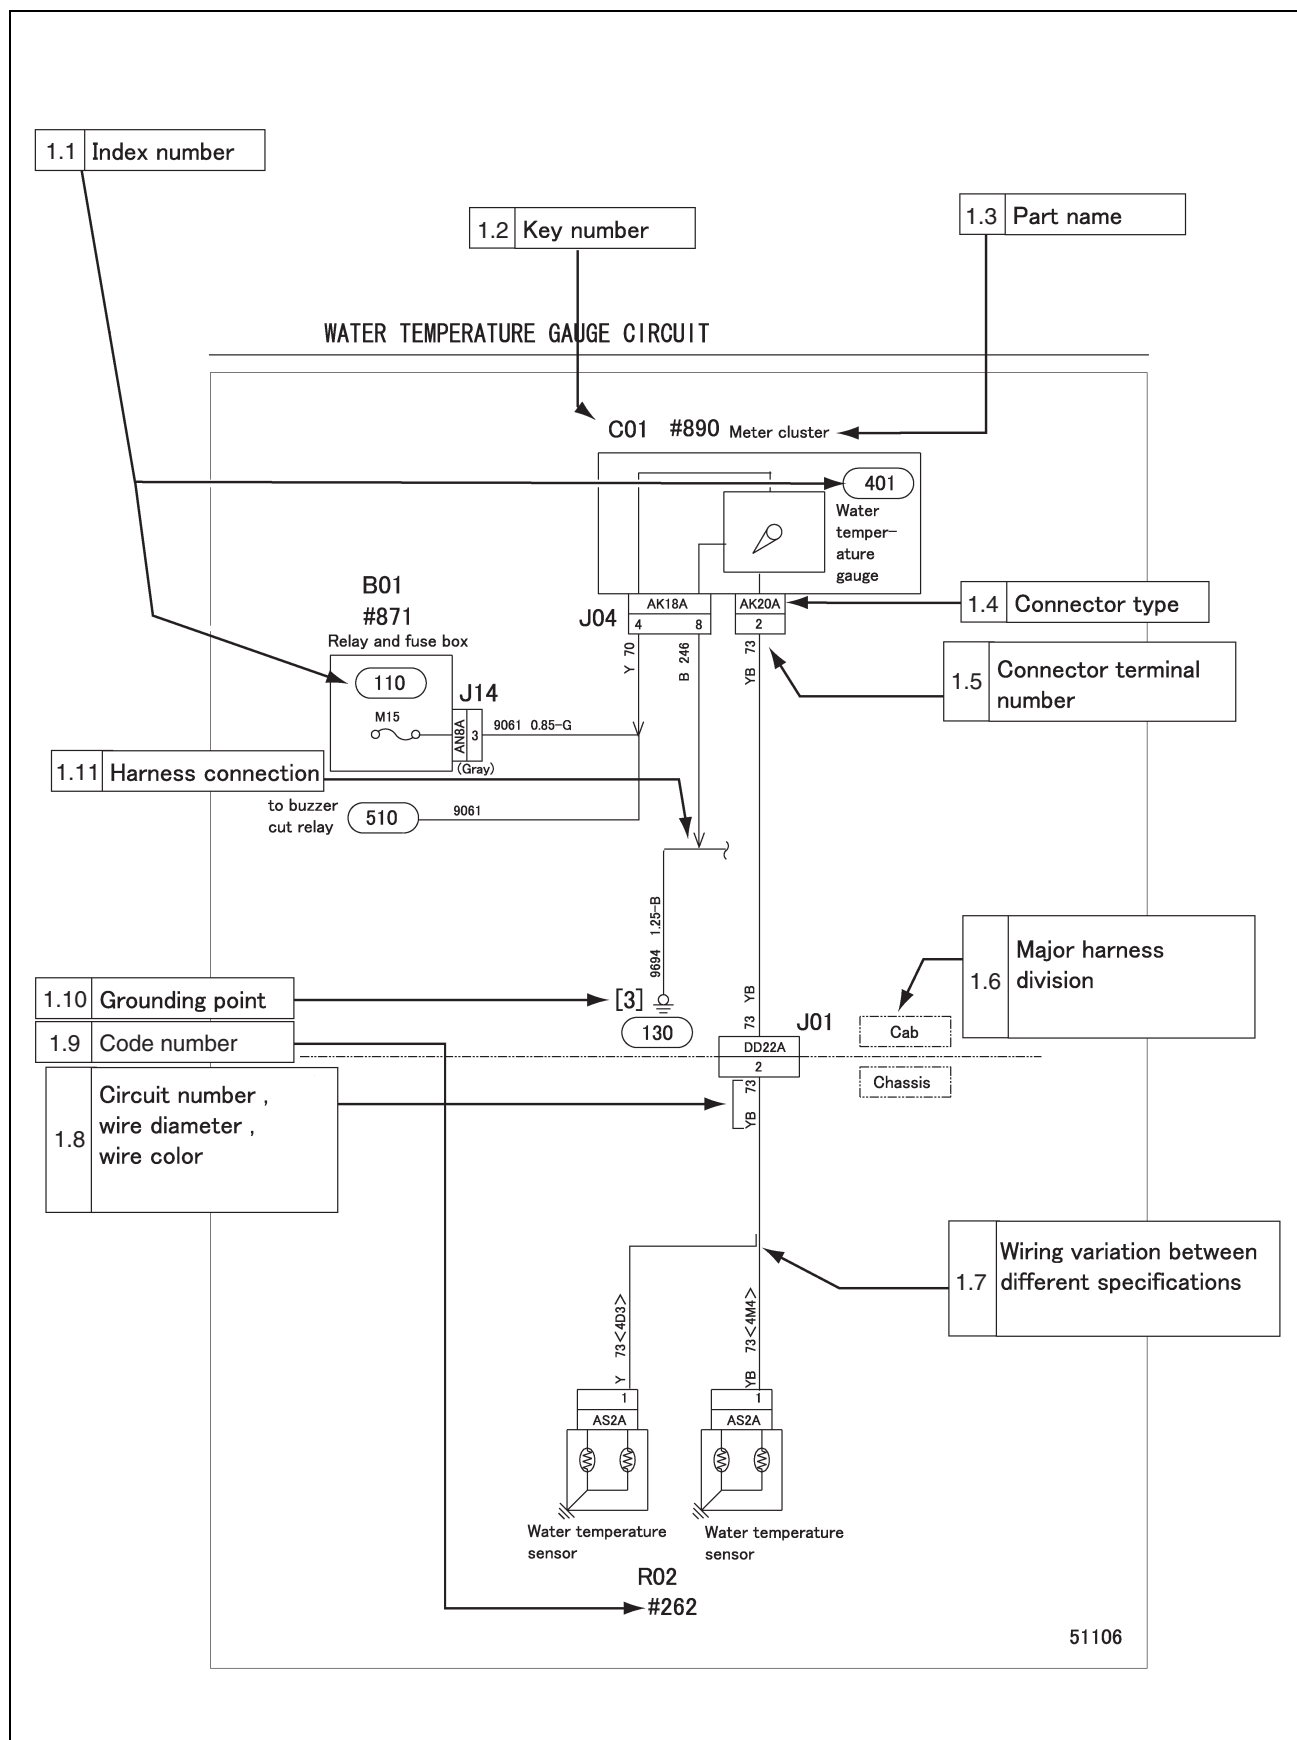 1.1 Index number
1.2 Key number
1.3 Part name
WATER TEMPERATURE GAUGE CIRCUIT
C01 #890 Meter cluster
401
Water
temper-
ature
gauge
B01
#871
Relay and fuse box
110
M15
J14
AN8A
3
(Gray)
9061 0.85-G
J04
AK18A
4 8
AK20A
2
Y 70
B 246
YB 73
1.4 Connector type
1.5 Connector terminal
number
1.11 Harness connection
to buzzer
cut relay
510
9061
9694 1.25-B
1.6 Major harness
division
1.10 Grounding point
[3]
130
73 YB
J01
DD22A
2
Cab
Chassis
1.9 Code number
1.8 Circuit number ,
wire diameter ,
wire color
YB 73
1.7 Wiring variation between
different specifications
Y 73<4D3>
YB 73<4M4>
1
AS2A
1
AS2A
Water temperature
sensor
Water temperature
sensor
R02
#262
51106